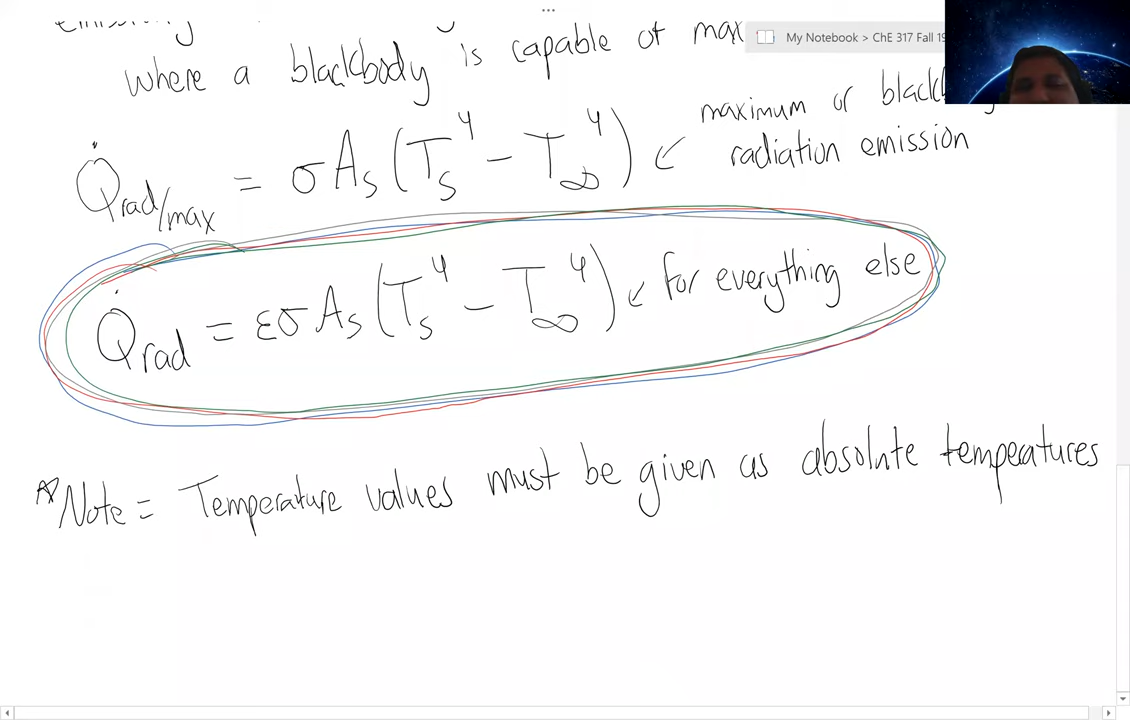 emissivity
where a blackbody is capable of max
My Notebook > ChE 317 Fall 19
Q̇rad/max = σAs(Ts⁴ − T∞⁴) ← maximum or
radiation emission
Q̇rad = εσAs(Ts⁴ − T∞⁴) ← for everything else
☆Note = Temperature values must be given as absolute temperatures